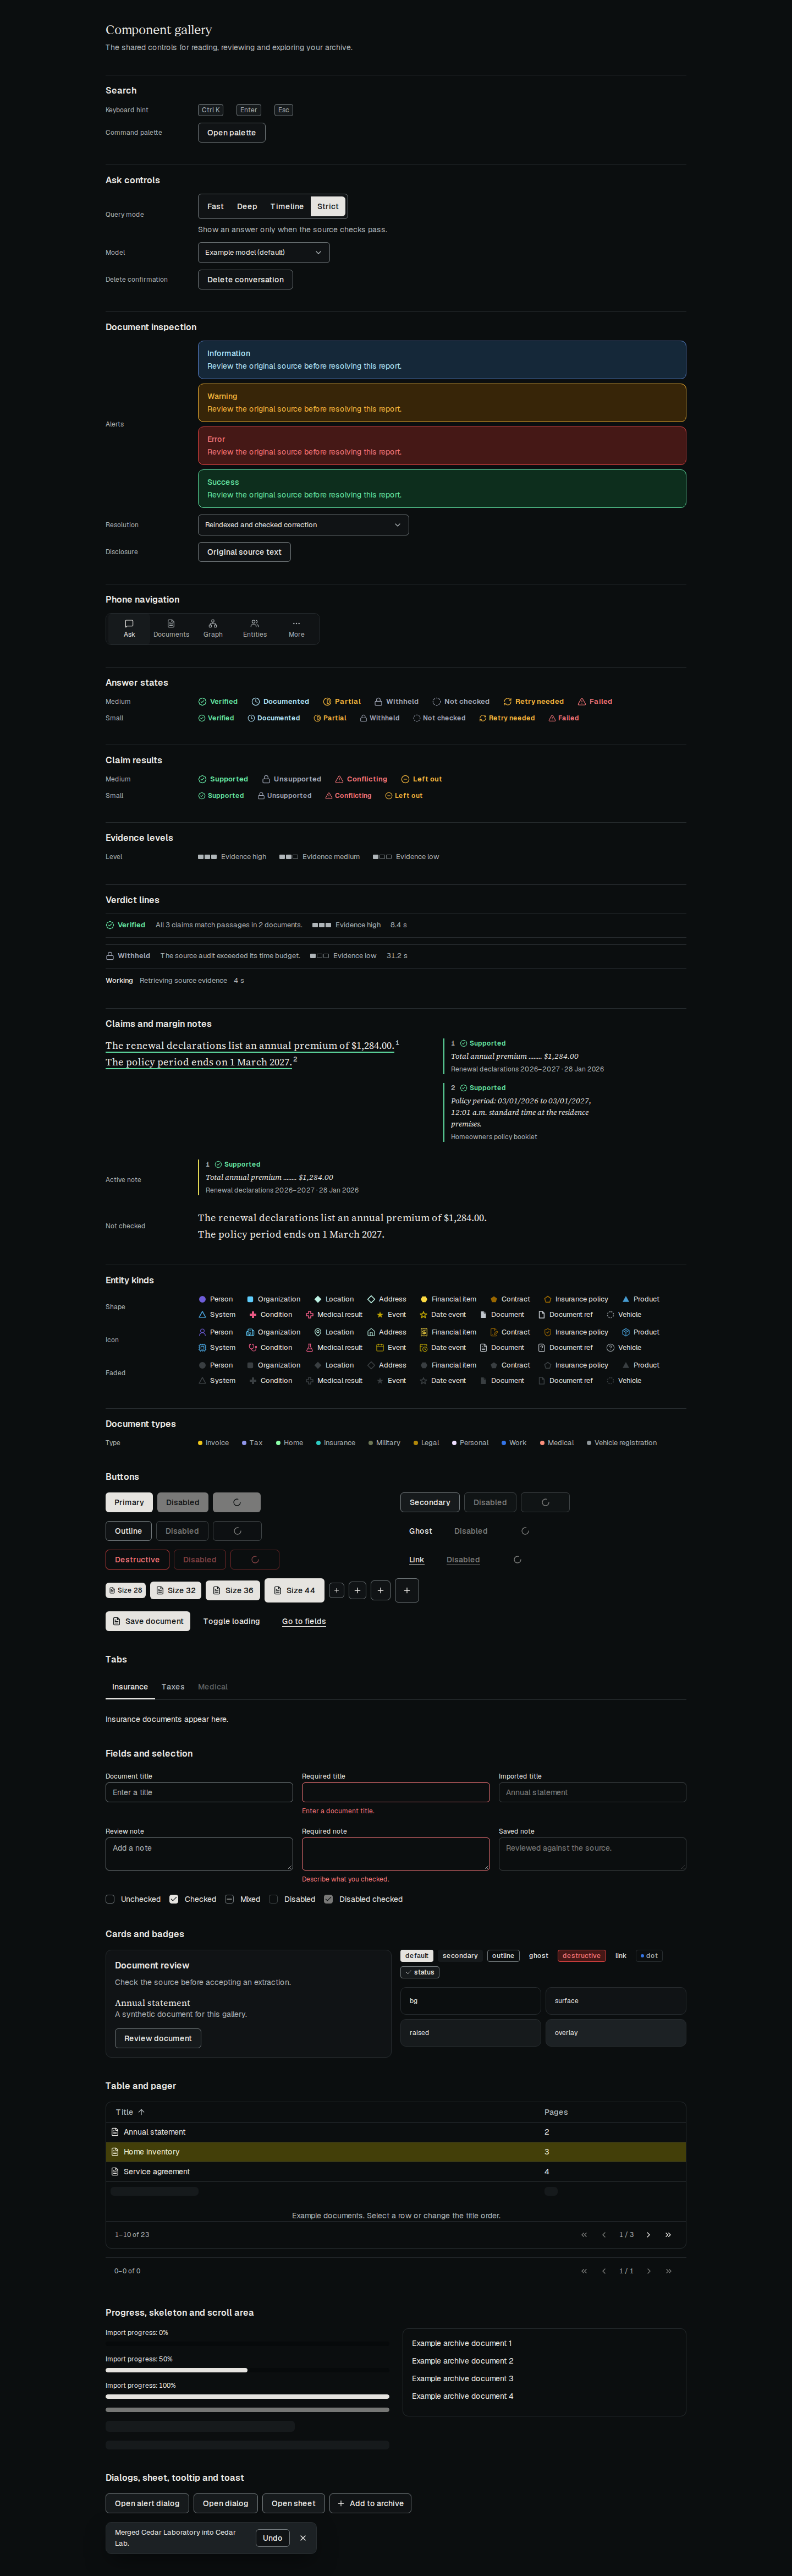 Component gallery
The shared controls for reading, reviewing and exploring your archive.
Search
Keyboard hint
Ctrl K Enter Esc
Command palette
Open palette
Ask controls
Query mode
Fast Deep Timeline Strict
Show an answer only when the source checks pass.
Model
Example model (default)
Delete confirmation
Delete conversation
Document inspection
Alerts
Information
Review the original source before resolving this report.
Warning
Review the original source before resolving this report.
Error
Review the original source before resolving this report.
Success
Review the original source before resolving this report.
Resolution
Reindexed and checked correction
Disclosure
Original source text
Phone navigation
Ask Documents Graph Entities More
Answer states
Medium
Verified Documented Partial Withheld Not checked Retry needed Failed
Small
Verified Documented Partial Withheld Not checked Retry needed Failed
Claim results
Medium
Supported Unsupported Conflicting Left out
Small
Supported Unsupported Conflicting Left out
Evidence levels
Level
Evidence high Evidence medium Evidence low
Verdict lines
Verified All 3 claims match passages in 2 documents. Evidence high 8.4 s
Withheld The source audit exceeded its time budget. Evidence low 31.2 s
Working Retrieving source evidence 4 s
Claims and margin notes
The renewal declarations list an annual premium of $1,284.00. 1
The policy period ends on 1 March 2027. 2
1 Supported
Total annual premium ........ $1,284.00
Renewal declarations 2026–2027 · 28 Jan 2026
2 Supported
Policy period: 03/01/2026 to 03/01/2027,
12:01 a.m. standard time at the residence
premises.
Homeowners policy booklet
Active note
1 Supported
Total annual premium ........ $1,284.00
Renewal declarations 2026–2027 · 28 Jan 2026
Not checked
The renewal declarations list an annual premium of $1,284.00.
The policy period ends on 1 March 2027.
Entity kinds
Shape
Person Organization Location Address Financial item Contract Insurance policy Product
System Condition Medical result Event Date event Document Document ref Vehicle
Icon
Person Organization Location Address Financial item Contract Insurance policy Product
System Condition Medical result Event Date event Document Document ref Vehicle
Faded
Person Organization Location Address Financial item Contract Insurance policy Product
System Condition Medical result Event Date event Document Document ref Vehicle
Document types
Type
Invoice Tax Home Insurance Military Legal Personal Work Medical Vehicle registration
Buttons
Primary Disabled
Secondary Disabled
Outline Disabled
Ghost Disabled
Destructive Disabled
Link Disabled
Size 28 Size 32 Size 36 Size 44
Save document Toggle loading Go to fields
Tabs
Insurance Taxes Medical
Insurance documents appear here.
Fields and selection
Document title
Enter a title
Required title
Enter a document title.
Imported title
Annual statement
Review note
Add a note
Required note
Describe what you checked.
Saved note
Reviewed against the source.
Unchecked Checked Mixed Disabled Disabled checked
Cards and badges
Document review
Check the source before accepting an extraction.
Annual statement
A synthetic document for this gallery.
Review document
default secondary outline ghost destructive link dot
status
bg surface
raised overlay
Table and pager
Title Pages
Annual statement 2
Home inventory 3
Service agreement 4
Example documents. Select a row or change the title order.
1–10 of 23 1 / 3
0–0 of 0 1 / 1
Progress, skeleton and scroll area
Import progress: 0%
Import progress: 50%
Import progress: 100%
Example archive document 1
Example archive document 2
Example archive document 3
Example archive document 4
Dialogs, sheet, tooltip and toast
Open alert dialog Open dialog Open sheet Add to archive
Merged Cedar Laboratory into Cedar
Lab.
Undo